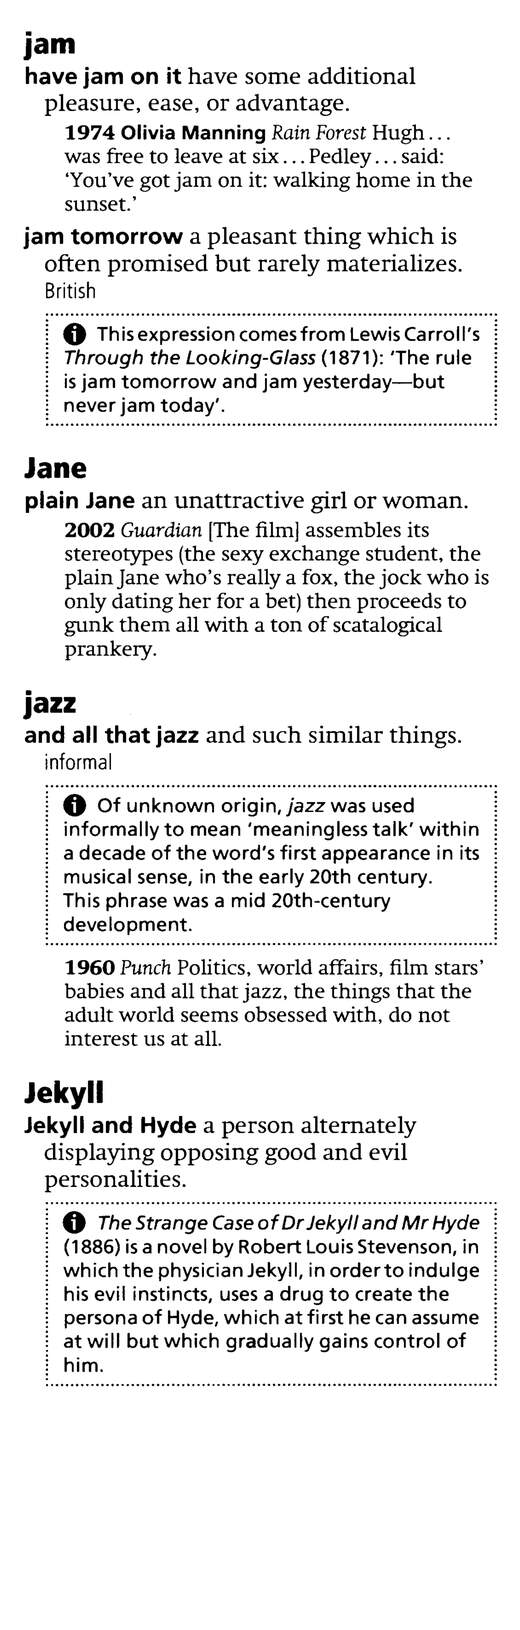 jam
have jam on it have some additional
pleasure, ease, or advantage.
1974 Olivia Manning Rain Forest Hugh...
was free to leave at six... Pedley... said:
‘You’ve got jam on it: walking home in the
sunset.’
jam tomorrow a pleasant thing which is
often promised but rarely materializes.
British
This expression comes from Lewis Carroll’s
Through the Looking-Glass (1871): ‘The rule
is jam tomorrow and jam yesterday—but
never jam today’.
Jane
plain Jane an unattractive girl or woman.
2002 Guardian [The film] assembles its
stereotypes (the sexy exchange student, the
plain Jane who’s really a fox, the jock who is
only dating her for a bet) then proceeds to
gunk them all with a ton of scatalogical
prankery.
jazz
and all that jazz and such similar things.
informal
Of unknown origin, jazz was used
informally to mean ‘meaningless talk’ within
a decade of the word’s first appearance in its
musical sense, in the early 20th century.
This phrase was a mid 20th-century
development.
1960 Punch Politics, world affairs, film stars’
babies and all that jazz, the things that the
adult world seems obsessed with, do not
interest us at all.
Jekyll
Jekyll and Hyde a person alternately
displaying opposing good and evil
personalities.
The Strange Case of Dr Jekyll and Mr Hyde
(1886) is a novel by Robert Louis Stevenson, in
which the physician Jekyll, in order to indulge
his evil instincts, uses a drug to create the
persona of Hyde, which at first he can assume
at will but which gradually gains control of
him.